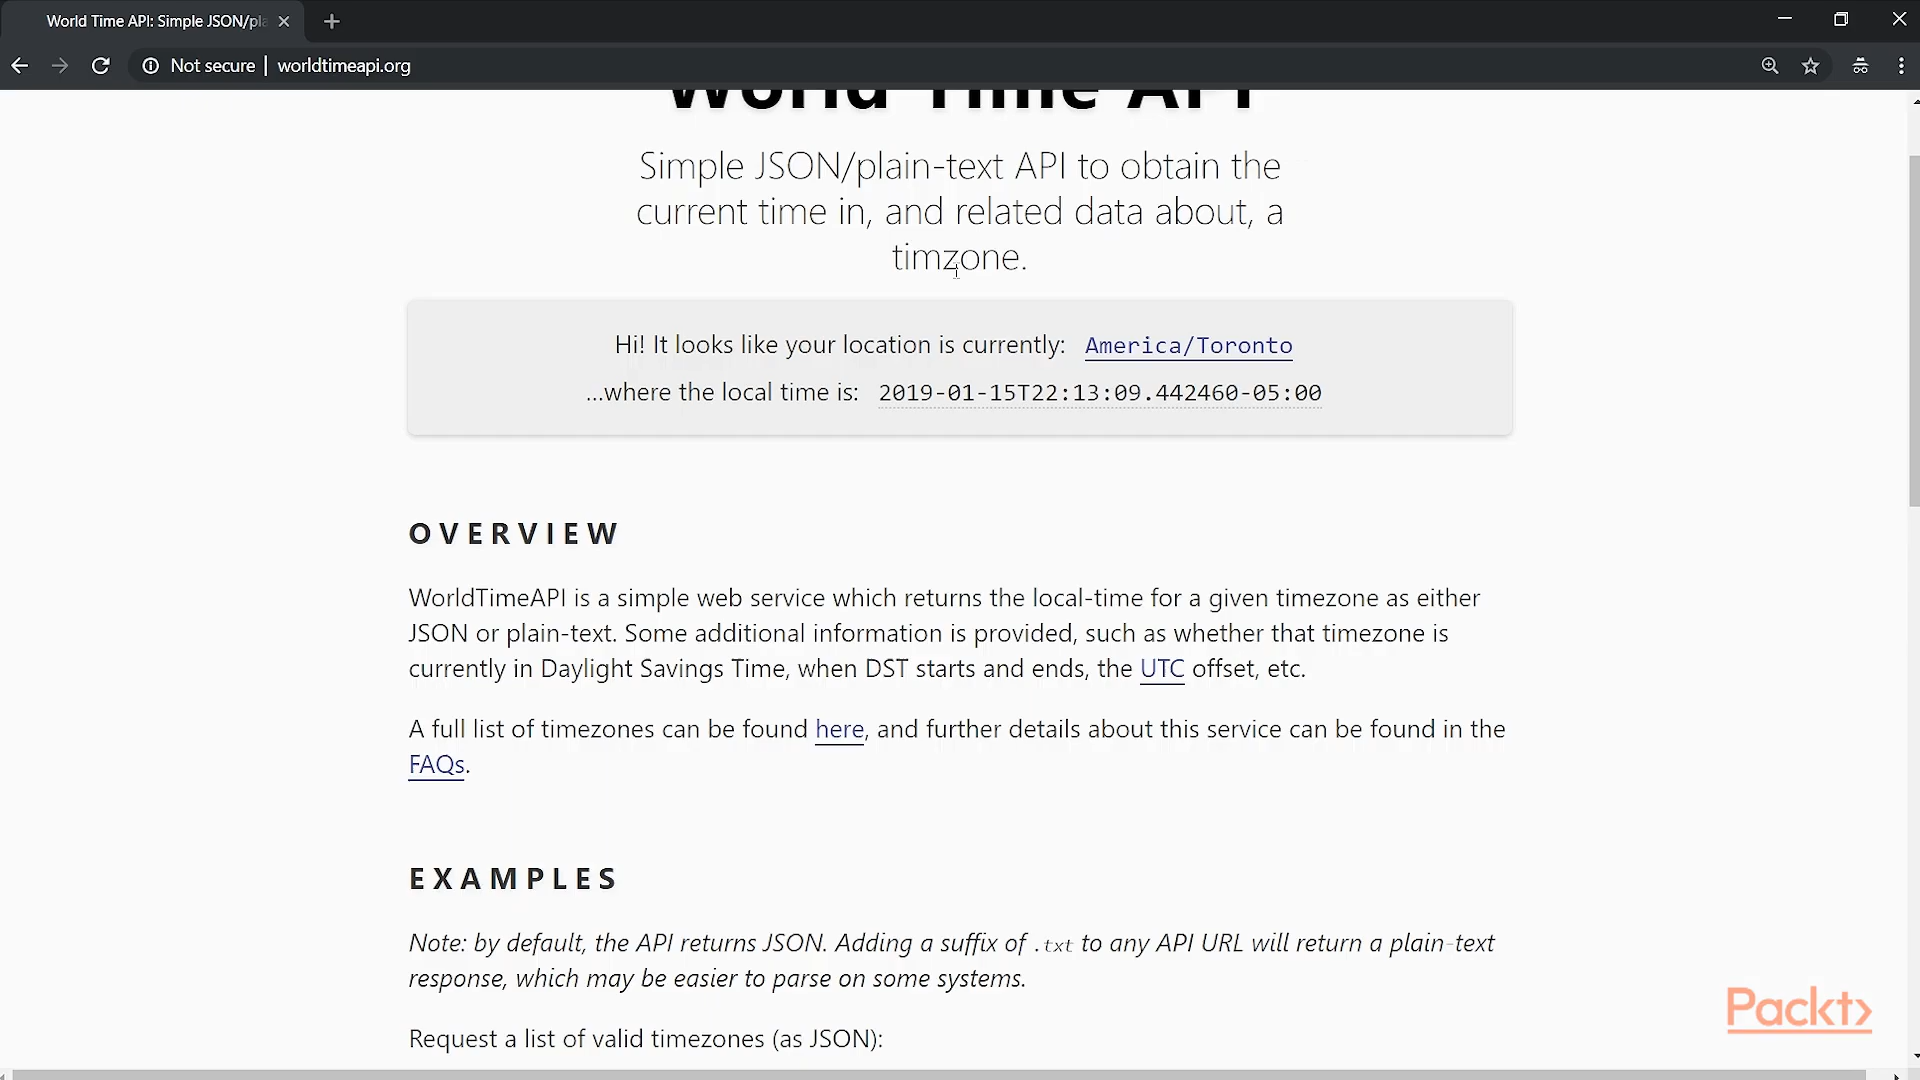 World Time API: Simple JSON/pla
Not secure | worldtimeapi.org
World Time API
Simple JSON/plain-text API to obtain the
current time in, and related data about, a
timzone.
Hi! It looks like your location is currently: America/Toronto
...where the local time is: 2019-01-15T22:13:09.442460-05:00
OVERVIEW
WorldTimeAPI is a simple web service which returns the local-time for a given timezone as either
JSON or plain-text. Some additional information is provided, such as whether that timezone is
currently in Daylight Savings Time, when DST starts and ends, the UTC offset, etc.
A full list of timezones can be found here, and further details about this service can be found in the
FAQs.
EXAMPLES
Note: by default, the API returns JSON. Adding a suffix of .txt to any API URL will return a plain-text
response, which may be easier to parse on some systems.
Packt>
Request a list of valid timezones (as JSON):